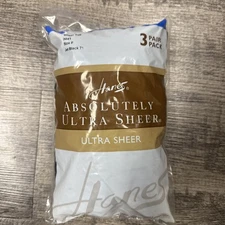 3 PAIR
PACK
Hanes
ABSOLUTELY
ULTRA SHEER
ULTRA SHEER
Hanes